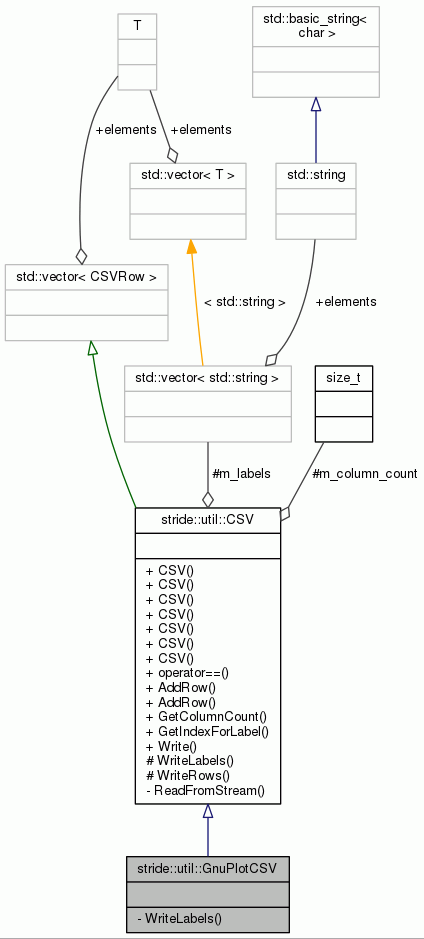 T
std::basic_string<
char >
+elements
+elements
std::vector< T >
std::string
std::vector< CSVRow >
< std::string >
+elements
std::vector< std::string >
size_t
#m_labels
#m_column_count
stride::util::CSV
+ CSV()
+ CSV()
+ CSV()
+ CSV()
+ CSV()
+ CSV()
+ CSV()
+ operator==()
+ AddRow()
+ AddRow()
+ GetColumnCount()
+ GetIndexForLabel()
+ Write()
# WriteLabels()
# WriteRows()
- ReadFromStream()
stride::util::GnuPlotCSV
- WriteLabels()